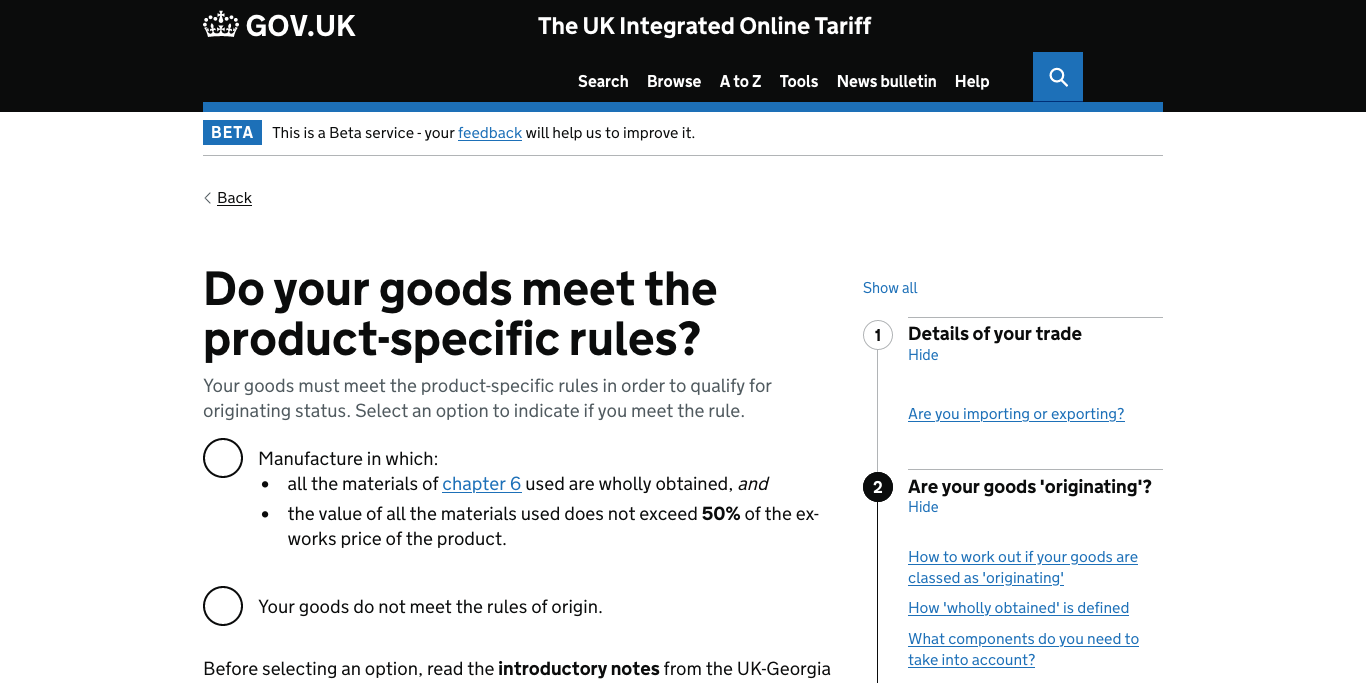 GOV.UK
The UK Integrated Online Tariff
Search Browse A to Z Tools News bulletin Help
BETA This is a Beta service - your feedback will help us to improve it.
Back
Do your goods meet the
product-specific rules?
Your goods must meet the product-specific rules in order to qualify for
originating status. Select an option to indicate if you meet the rule.
Manufacture in which:
• all the materials of chapter 6 used are wholly obtained, and
• the value of all the materials used does not exceed 50% of the ex-
works price of the product.
Your goods do not meet the rules of origin.
Before selecting an option, read the introductory notes from the UK-Georgia
Show all
1 Details of your trade
Hide
Are you importing or exporting?
2 Are your goods 'originating'?
Hide
How to work out if your goods are
classed as 'originating'
How 'wholly obtained' is defined
What components do you need to
take into account?